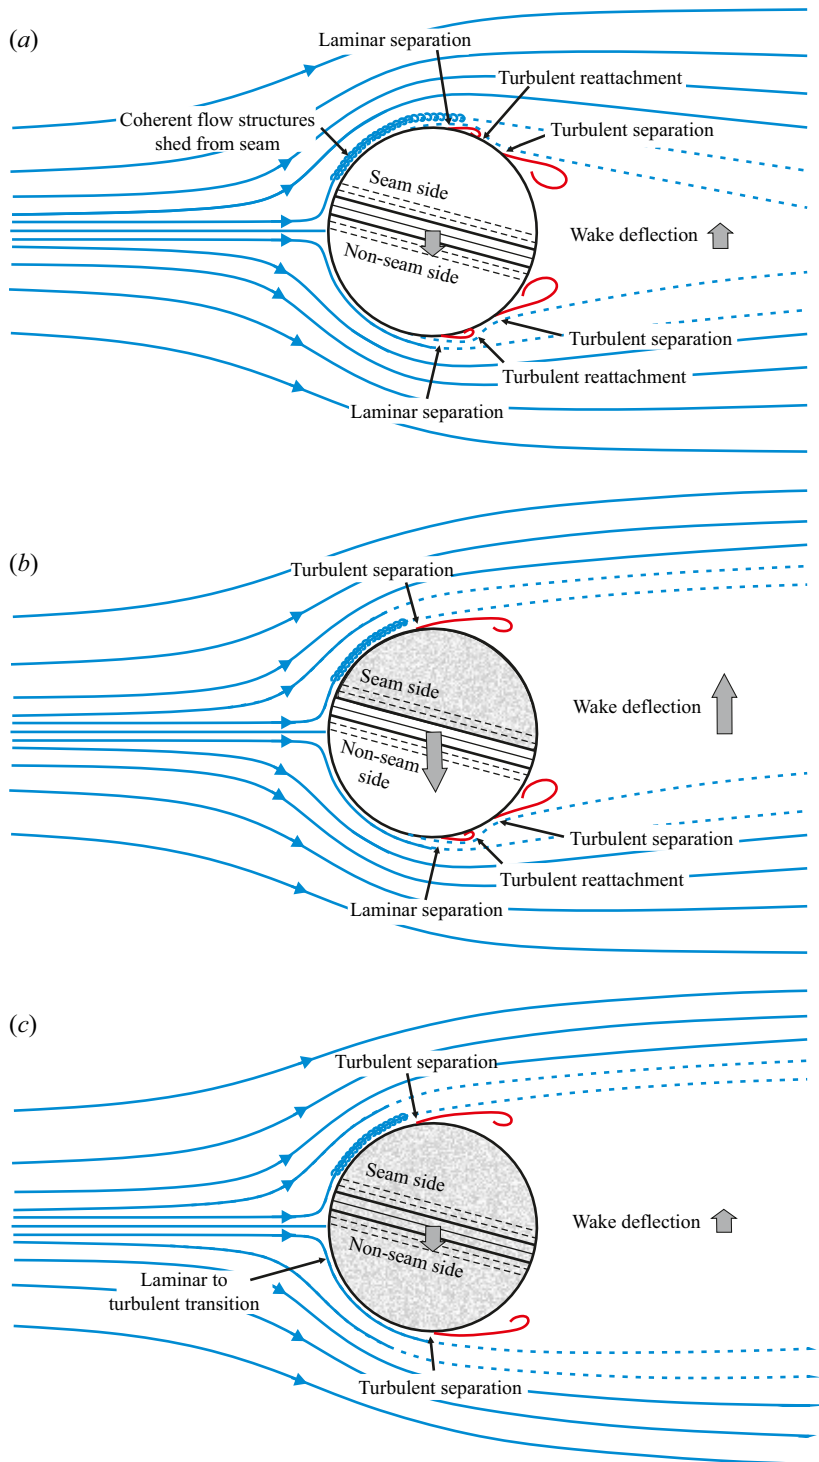 (a)
Laminar separation
Turbulent reattachment
Coherent flow structures
shed from seam
Turbulent separation
Seam side
Wake deflection
Non-seam side
Turbulent separation
Turbulent reattachment
Laminar separation
(b)
Turbulent separation
Seam side
Wake deflection
Non-seam
side
Turbulent separation
Turbulent reattachment
Laminar separation
(c)
Turbulent separation
Seam side
Wake deflection
Non-seam side
Laminar to
turbulent transition
Turbulent separation